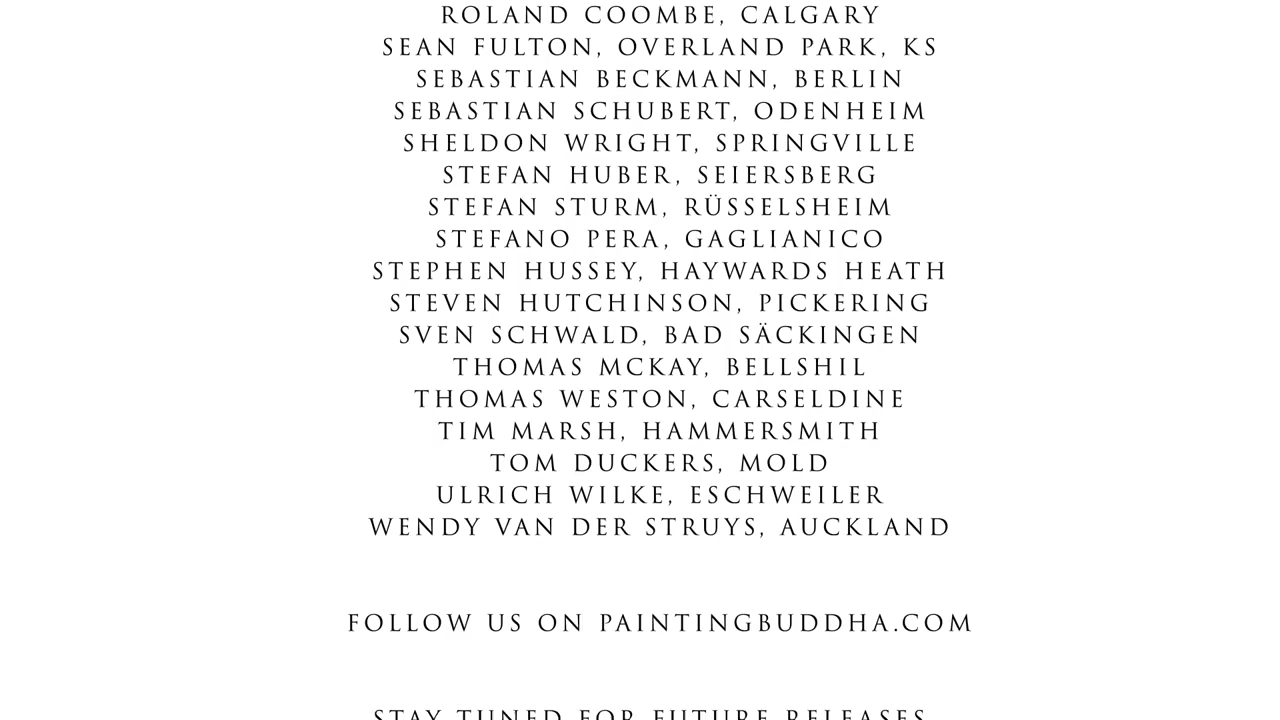 ROLAND COOMBE, CALGARY
SEAN FULTON, OVERLAND PARK, KS
SEBASTIAN BECKMANN, BERLIN
SEBASTIAN SCHUBERT, ODENHEIM
SHELDON WRIGHT, SPRINGVILLE
STEFAN HUBER, SEIERSBERG
STEFAN STURM, RÜSSELSHEIM
STEFANO PERA, GAGLIANICO
STEPHEN HUSSEY, HAYWARDS HEATH
STEVEN HUTCHINSON, PICKERING
SVEN SCHWALD, BAD SÄCKINGEN
THOMAS MCKAY, BELLSHIL
THOMAS WESTON, CARSELDINE
TIM MARSH, HAMMERSMITH
TOM DUCKERS, MOLD
ULRICH WILKE, ESCHWEILER
WENDY VAN DER STRUYS, AUCKLAND
FOLLOW US ON PAINTINGBUDDHA.COM
STAY TUNED FOR FUTURE RELEASES